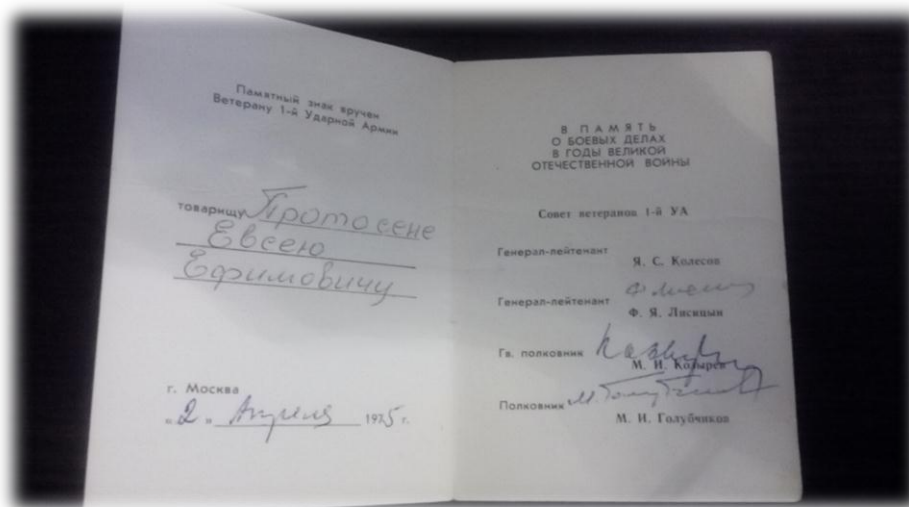 Памятный знак вручен
Ветерану 1-й Ударной Армии
товарищу Протасене
Евсею
Ефимовичу
г. Москва
„2„ Апреля 1975 г.
В ПАМЯТЬ
О БОЕВЫХ ДЕЛАХ
В ГОДЫ ВЕЛИКОЙ
ОТЕЧЕСТВЕННОЙ ВОЙНЫ
Совет ветеранов 1-й УА
Генерал-лейтенант
Я. С. Колесов
Генерал-лейтенант
Ф. Я. Лисицын
Гв. полковник
М. И. Козырев
Полковник
М. И. Голубчиков